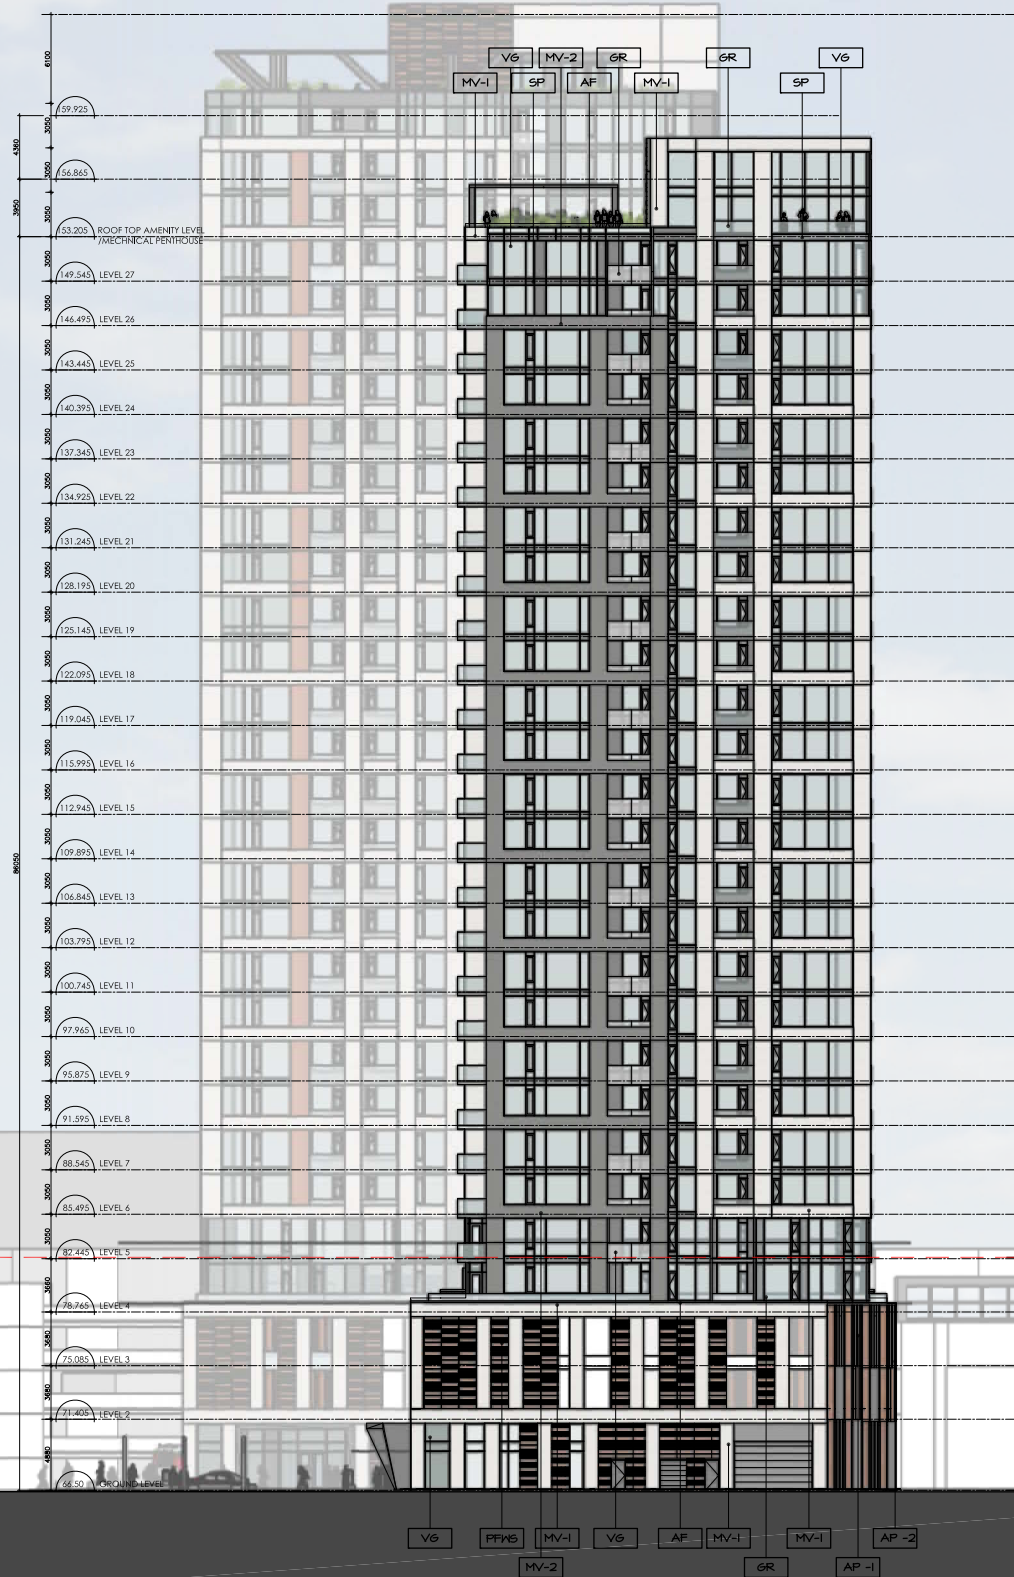 VG MV-2 GR GR VG
MV-1 SP AF MV-1 SP
6100
159.925
3050
4360
3050
156.865
3950
3050
153.205 ROOF TOP AMENITY LEVEL
/MECHNICAL PENTHOUSE
3050
149.545 LEVEL 27
3050
146.495 LEVEL 26
3050
143.445 LEVEL 25
3050
140.395 LEVEL 24
3050
137.345 LEVEL 23
3050
134.925 LEVEL 22
3050
131.245 LEVEL 21
3050
128.195 LEVEL 20
3050
125.145 LEVEL 19
3050
122.095 LEVEL 18
3050
119.045 LEVEL 17
3050
115.995 LEVEL 16
3050
112.945 LEVEL 15
3050
86050
109.895 LEVEL 14
3050
106.845 LEVEL 13
3050
103.795 LEVEL 12
3050
100.745 LEVEL 11
3050
97.965 LEVEL 10
3050
95.875 LEVEL 9
3050
91.595 LEVEL 8
3050
88.545 LEVEL 7
3050
85.495 LEVEL 6
3050
82.445 LEVEL 5
3660
78.765 LEVEL 4
3680
75.085 LEVEL 3
3680
71.405 LEVEL 2
4880
66.50 GROUND LEVEL
VG PFWS MV-1 VG AF MV-1 MV-1 AP -2
MV-2 GR AP -1